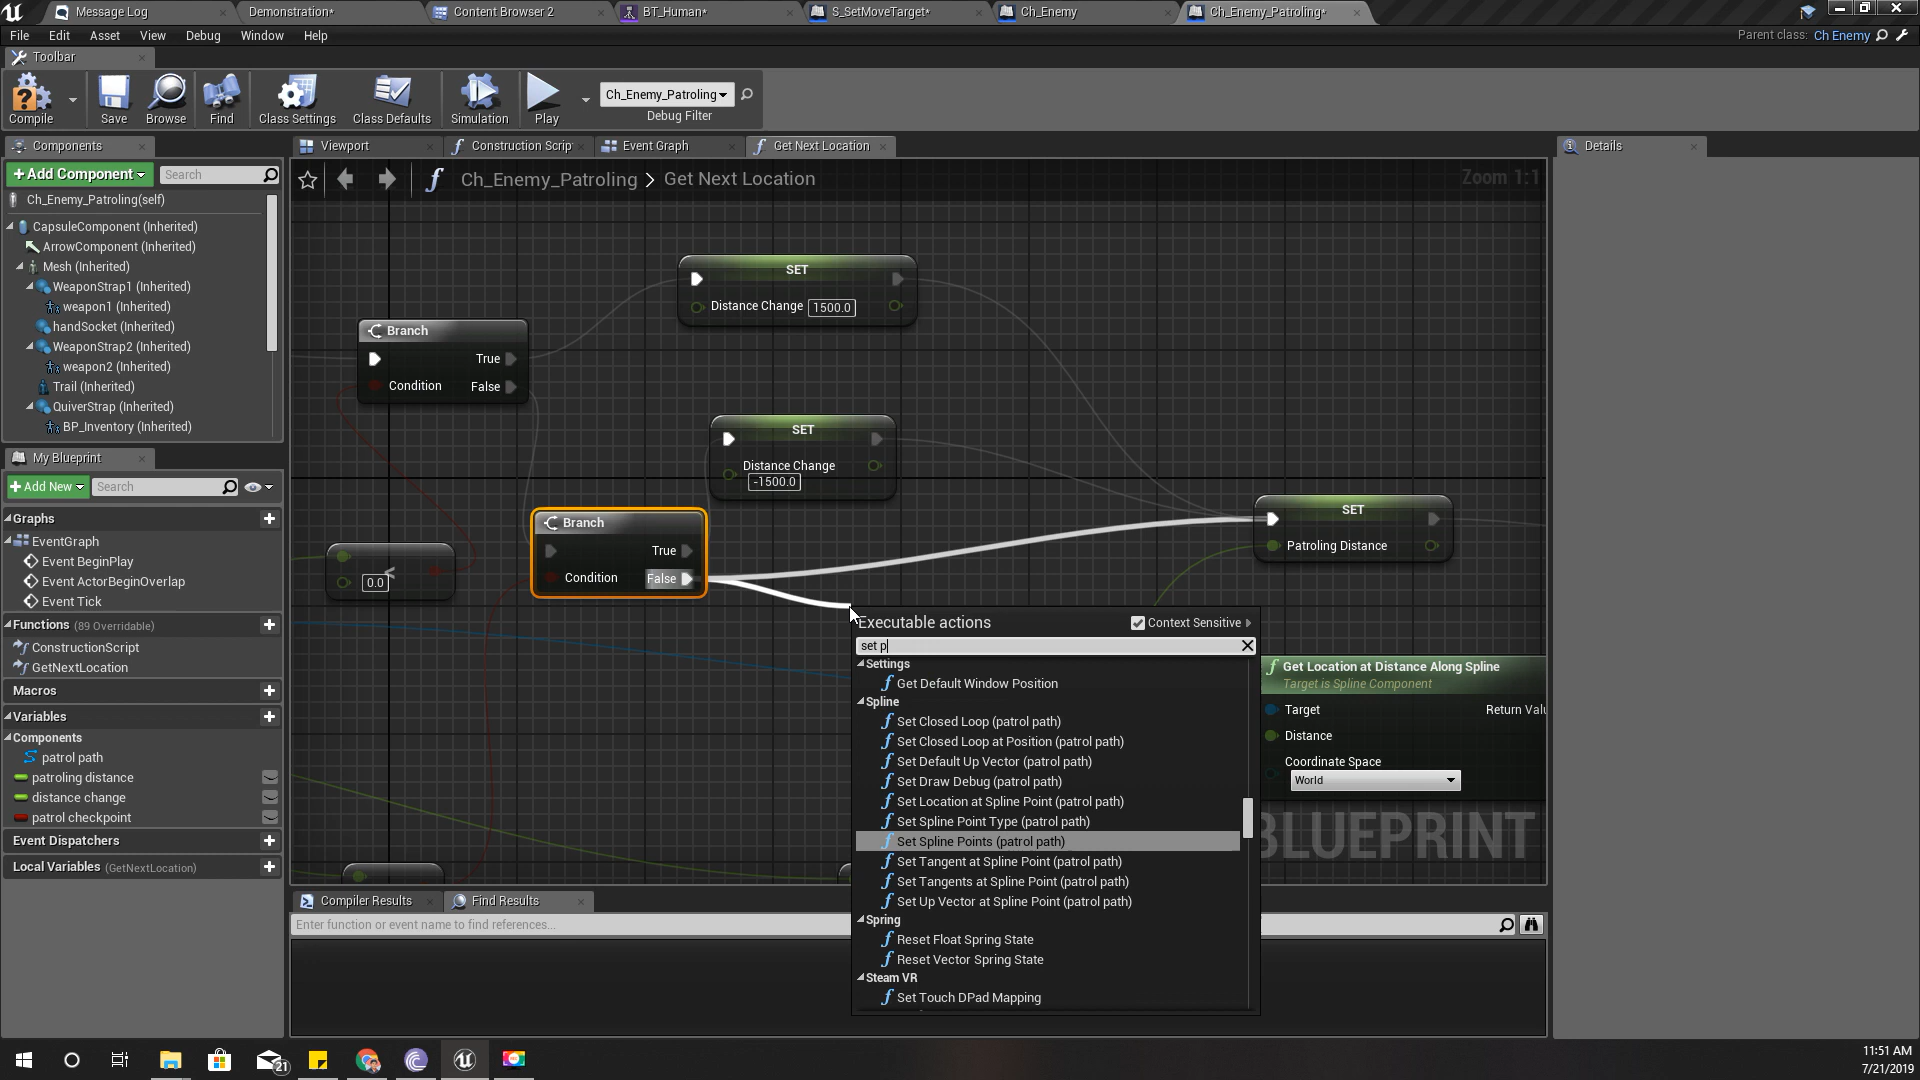 Message Log
Demonstration*
Content Browser 2
BT_Human*
S_SetMoveTarget*
Ch_Enemy
Ch_Enemy_Patroling*
File Edit Asset View Debug Window Help
Parent class: Ch Enemy
Toolbar
Compile
Save
Browse
Find
Class Settings
Class Defaults
Simulation
Play
Ch_Enemy_Patroling
Debug Filter
Components
+Add Component
Search
Ch_Enemy_Patroling(self)
CapsuleComponent (Inherited)
ArrowComponent (Inherited)
Mesh (Inherited)
WeaponStrap1 (Inherited)
weapon1 (Inherited)
handSocket (Inherited)
WeaponStrap2 (Inherited)
weapon2 (Inherited)
Trail (Inherited)
QuiverStrap (Inherited)
BP_Inventory (Inherited)
My Blueprint
+Add New
Search
Graphs
EventGraph
Event BeginPlay
Event ActorBeginOverlap
Event Tick
Functions (89 Overridable)
ConstructionScript
GetNextLocation
Macros
Variables
Components
patrol path
patroling distance
distance change
patrol checkpoint
Event Dispatchers
Local Variables (GetNextLocation)
Viewport
Construction Scrip
Event Graph
Get Next Location
Ch_Enemy_Patroling > Get Next Location
Zoom 1:1
SET
Distance Change 1500.0
Branch
True
Condition False
SET
Distance Change
-1500.0
Branch
True
Condition False
< 0.0
SET
Patroling Distance
Get Location at Distance Along Spline
Target is Spline Component
Target Return Valu
Distance
Coordinate Space
World
BLUEPRINT
Executable actions
Context Sensitive
set p
Settings
Get Default Window Position
Spline
Set Closed Loop (patrol path)
Set Closed Loop at Position (patrol path)
Set Default Up Vector (patrol path)
Set Draw Debug (patrol path)
Set Location at Spline Point (patrol path)
Set Spline Point Type (patrol path)
Set Spline Points (patrol path)
Set Tangent at Spline Point (patrol path)
Set Tangents at Spline Point (patrol path)
Set Up Vector at Spline Point (patrol path)
Spring
Reset Float Spring State
Reset Vector Spring State
Steam VR
Set Touch DPad Mapping
Compiler Results
Find Results
Enter function or event name to find references...
Details
21
11:51 AM
7/21/2019